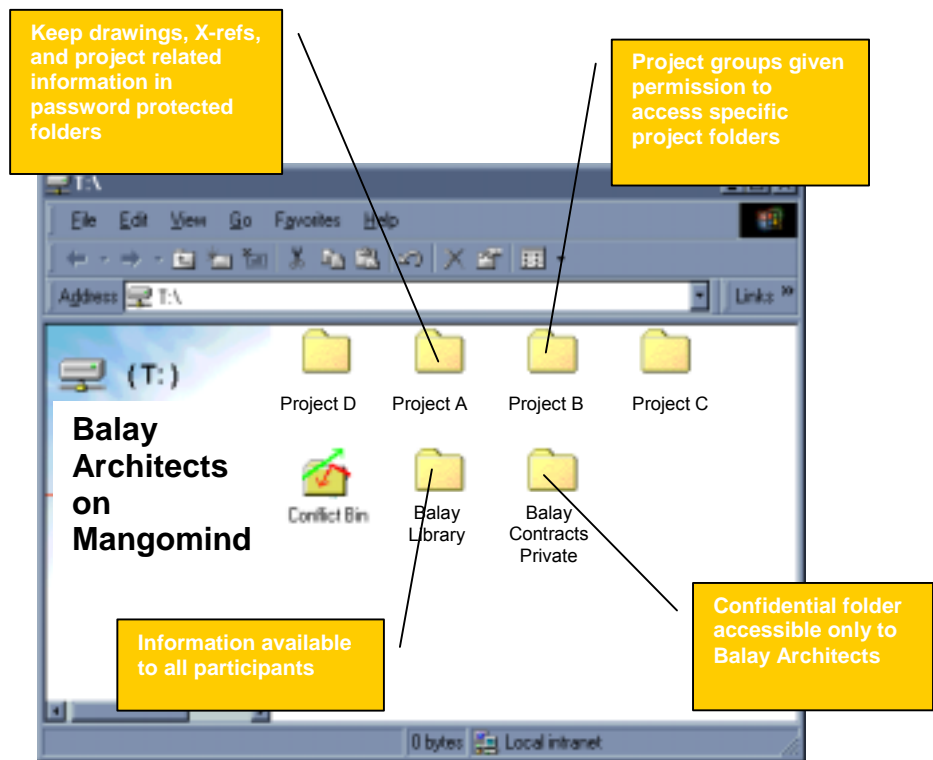 Keep drawings, X-refs,
and project related
information in
password protected
folders
Project groups given
permission to
access specific
project folders
T:\
File Edit View Go Favorites Help
Address T:\ Links »
(T:)
Balay
Architects
on
Mangomind
Project D Project A Project B Project C
Conflict Bin
Balay
Library
Balay
Contracts
Private
Information available
to all participants
Confidential folder
accessible only to
Balay Architects
0 bytes Local intranet